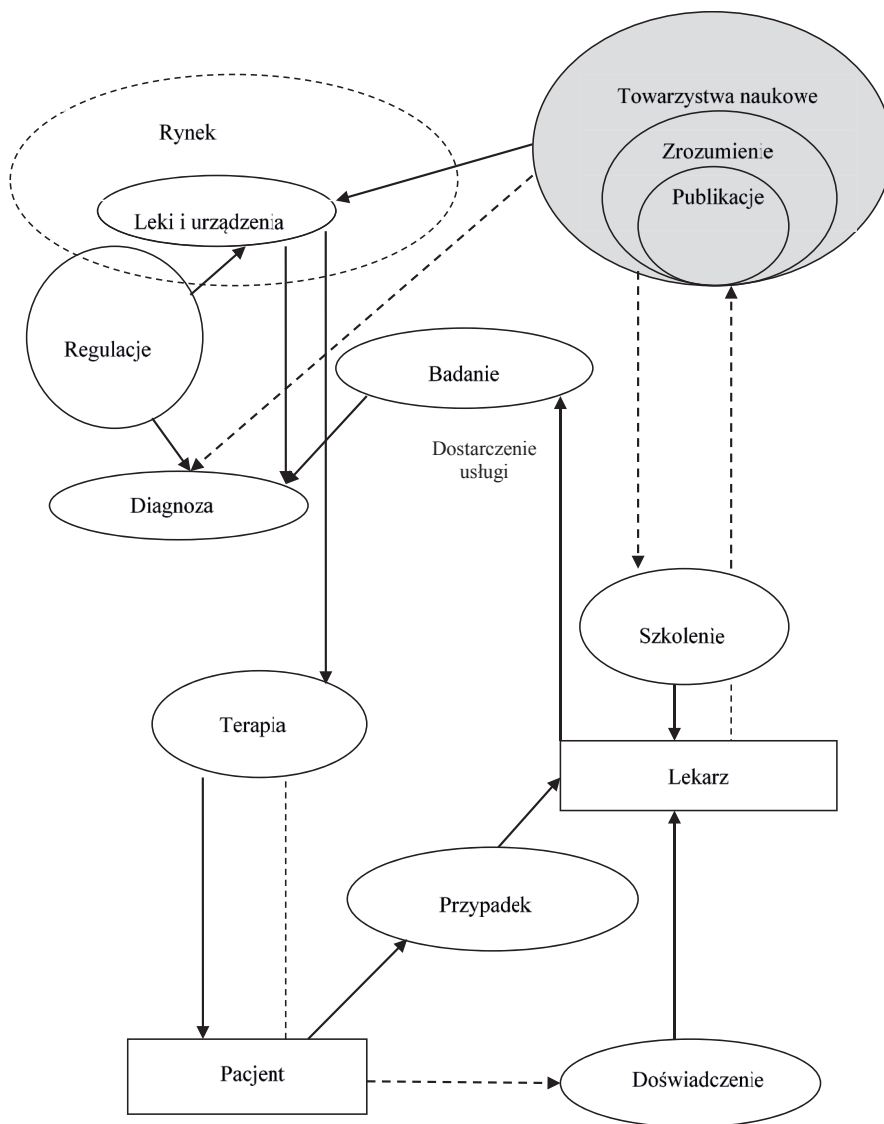 Towarzystwa naukowe
Rynek
Zrozumienie
Publikacje
Leki i urządzenia
Regulacje
Badanie
Dostarczenie
usługi
Diagnoza
Szkolenie
Terapia
Lekarz
Przypadek
Pacjent
Doświadczenie